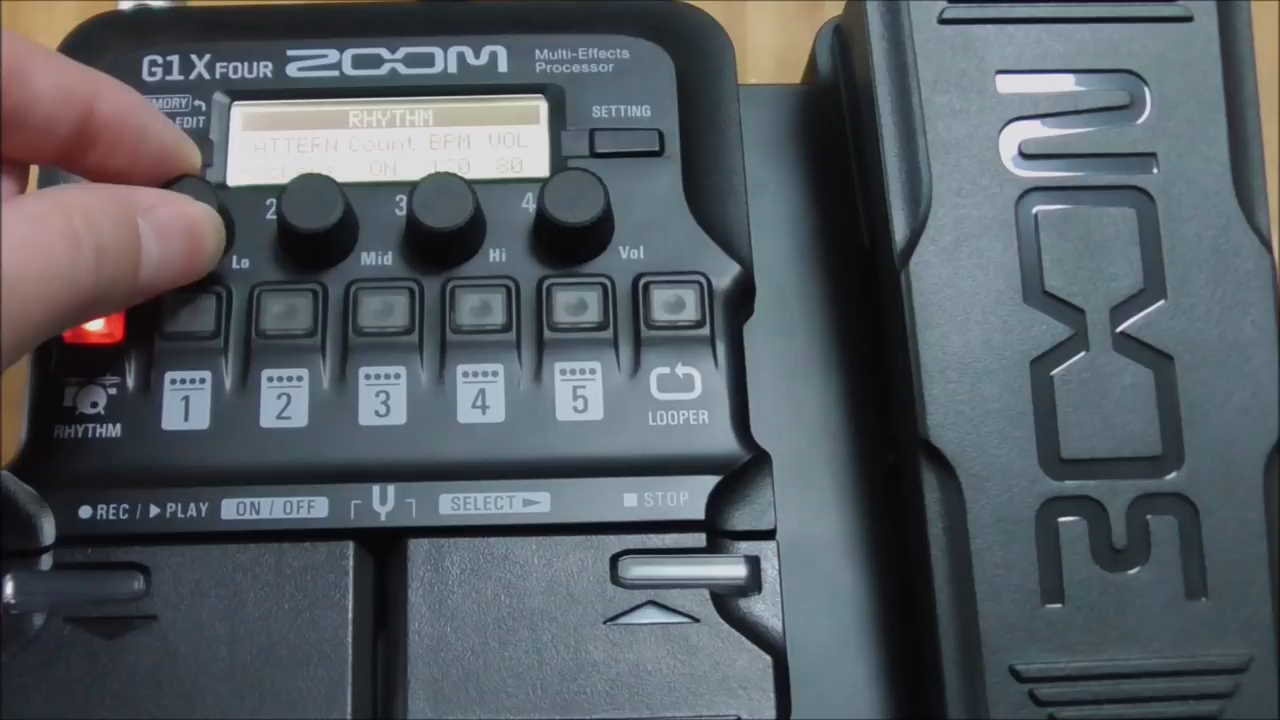 G1X FOUR ZOOM Multi-Effects
Processor
SETTING
EDIT
RHYTHM
Count BPM VOL
ON 80
2 3 4
Lo Mid Hi Vol
1 2 3 4 5
RHYTHM LOOPER
REC / PLAY ON / OFF SELECT STOP
ZOOM